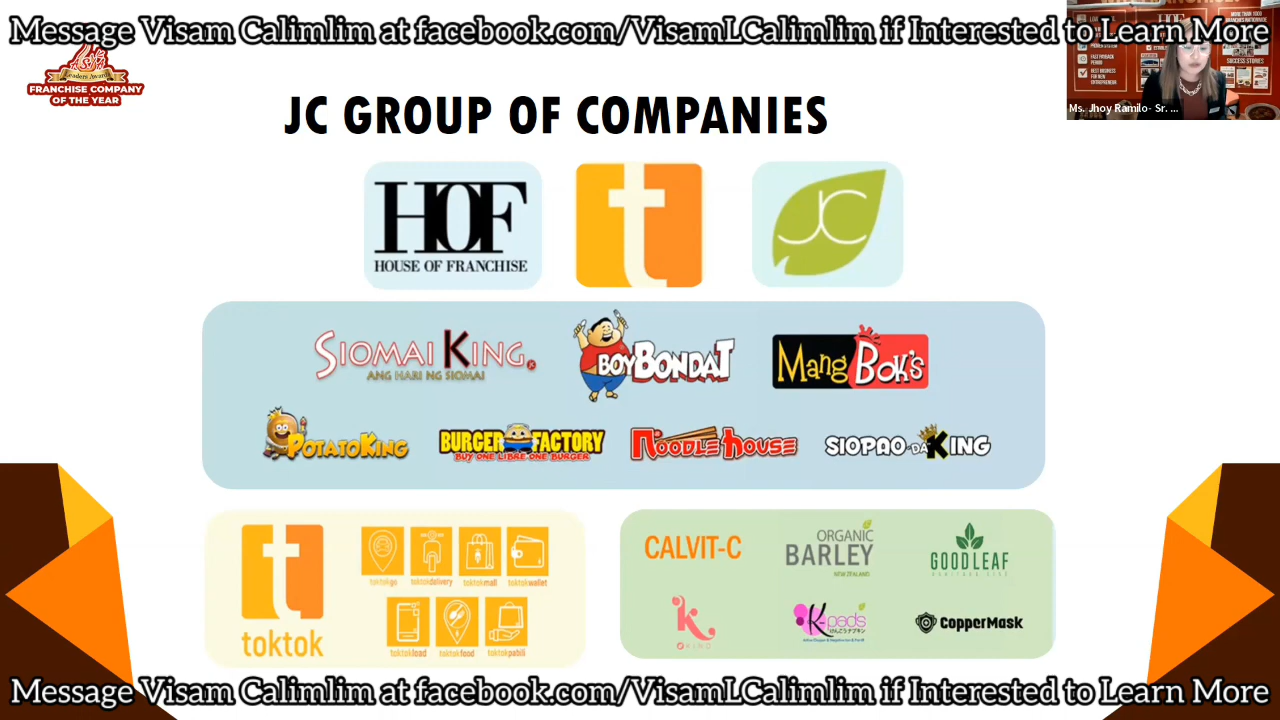 Message Visam Calimlim at facebook.com/VisamLCalimlim if Interested to Learn More
Leaders Award
FRANCHISE COMPANY
OF THE YEAR
Ms. Jhoy Ramilo- Sr. ...
SUCCESS STORIES
JC GROUP OF COMPANIES
HOF
HOUSE OF FRANCHISE
t
JC
SIOMAI KING
ANG HARI NG SIOMAI
BOY BONDAT
MANG BOK'S
POTATO KING
BURGER FACTORY
BUY ONE LIBRE ONE BURGER
NOODLE HOUSE
SIOPAO DA KING
t
toktok
toktokgo
toktokdelivery
toktokmall
toktokwallet
toktokload
toktokfood
toktokpabili
CALVIT-C
ORGANIC
BARLEY
NEW ZEALAND
GOODLEAF
K-pads
CopperMask
Message Visam Calimlim at facebook.com/VisamLCalimlim if Interested to Learn More